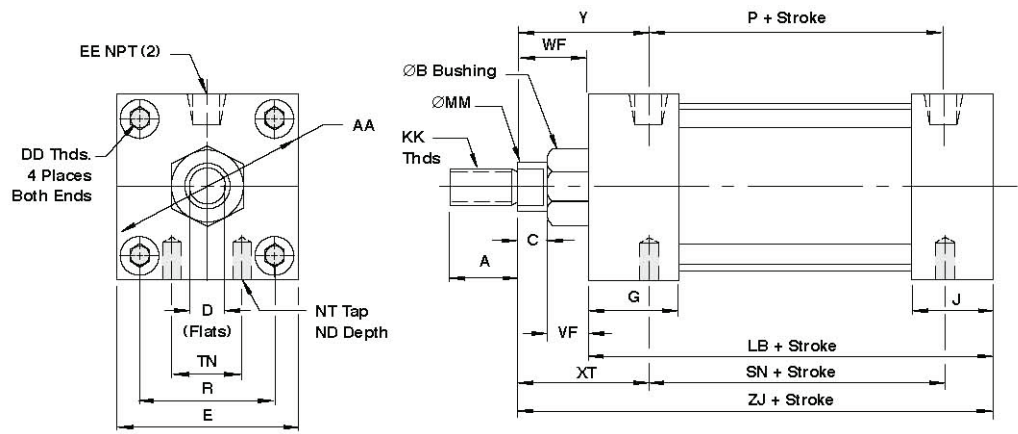 Y
P + Stroke
EE NPT (2)
WF
ØB Bushing
ØMM
AA
KK
Thds
DD Thds.
4 Places
Both Ends
C
A
G
J
D
(Flats)
NT Tap
ND Depth
VF
LB + Stroke
TN
XT
SN + Stroke
R
ZJ + Stroke
E